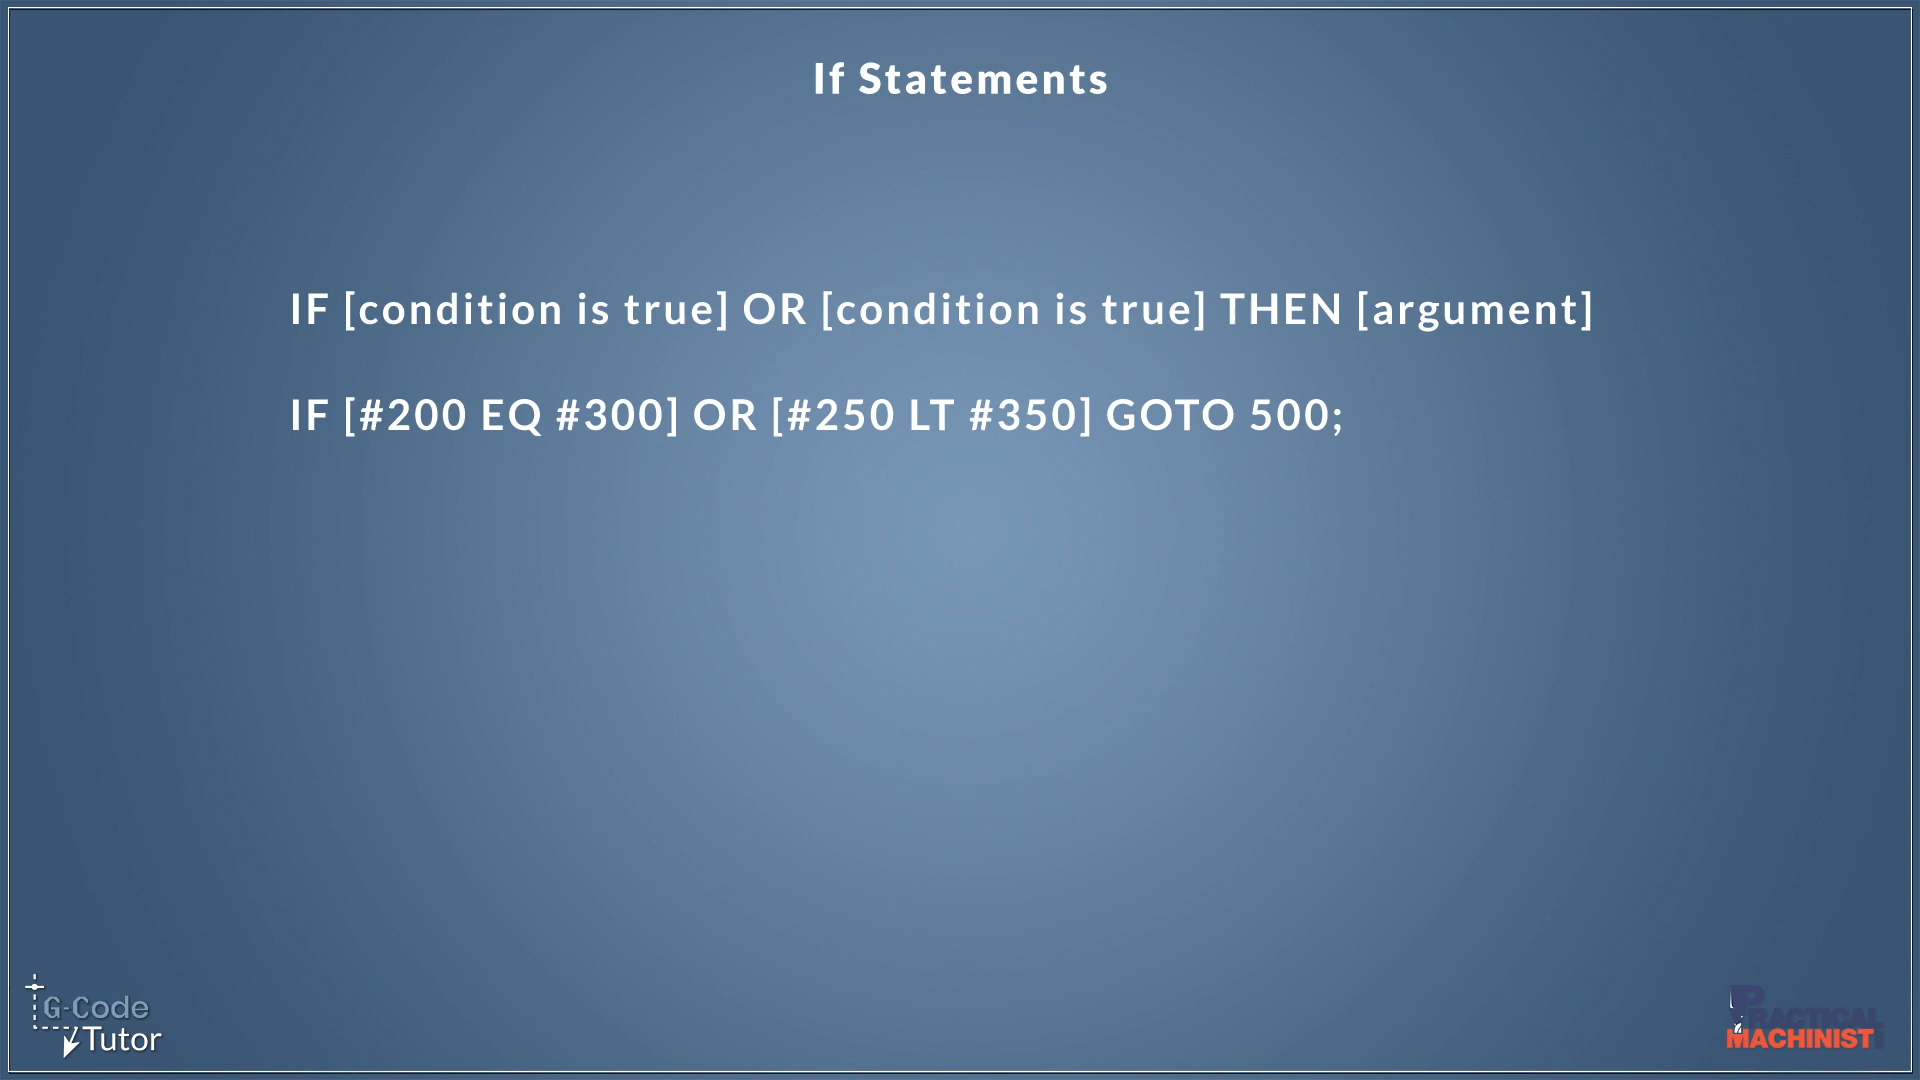 If Statements
IF [condition is true] OR [condition is true] THEN [argument]
IF [#200 EQ #300] OR [#250 LT #350] GOTO 500;
G-Code
Tutor
PRACTICAL
MACHINIST